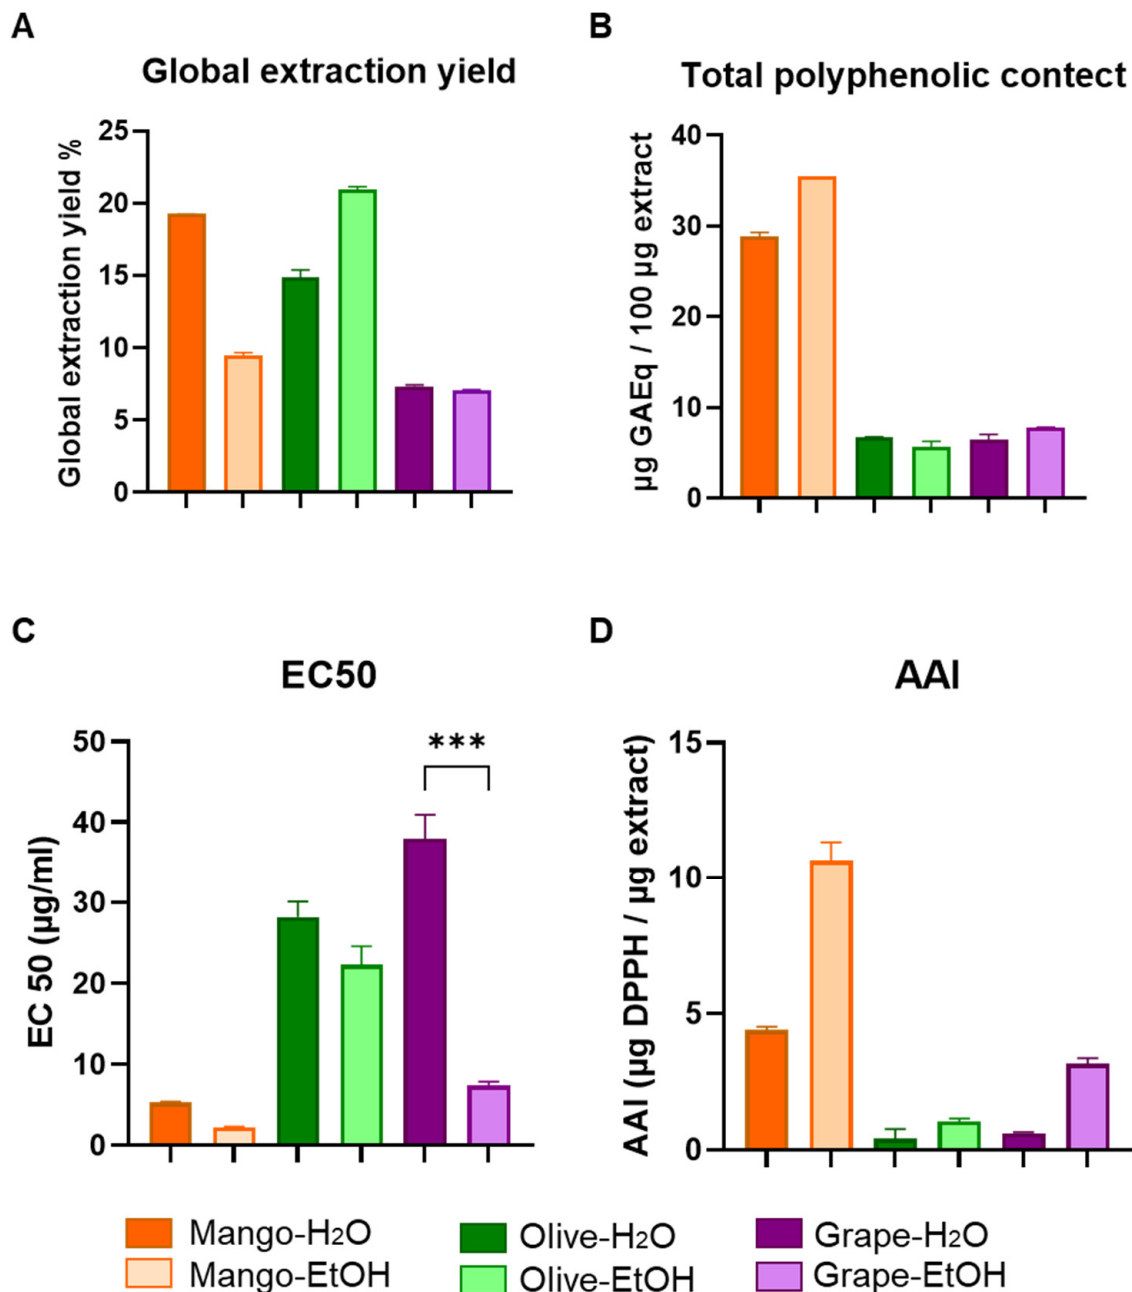 A
Global extraction yield
Global extraction yield %
25
20
15
10
5
0
B
Total polyphenolic contect
µg GAEq / 100 µg extract
40
30
20
10
0
C
EC50
EC 50 (µg/ml)
50
40
30
20
10
0
***
D
AAI
AAI (µg DPPH / µg extract)
15
10
5
0
Mango-H₂O
Mango-EtOH
Olive-H₂O
Olive-EtOH
Grape-H₂O
Grape-EtOH